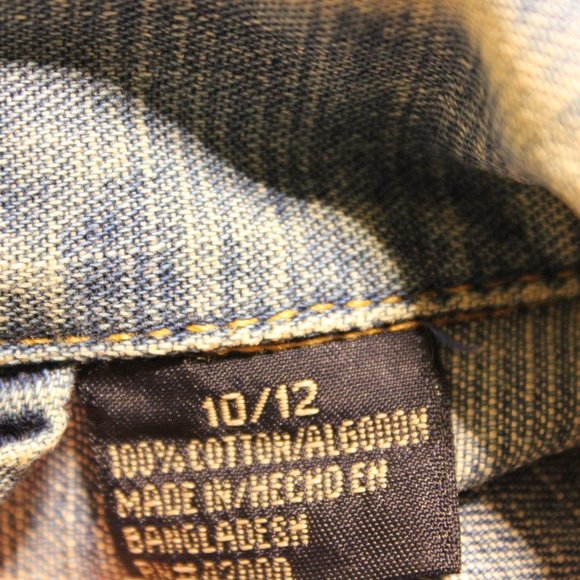 10/12
100% COTTON/ALGODON
MADE IN/HECHO EN
BANGLADESH